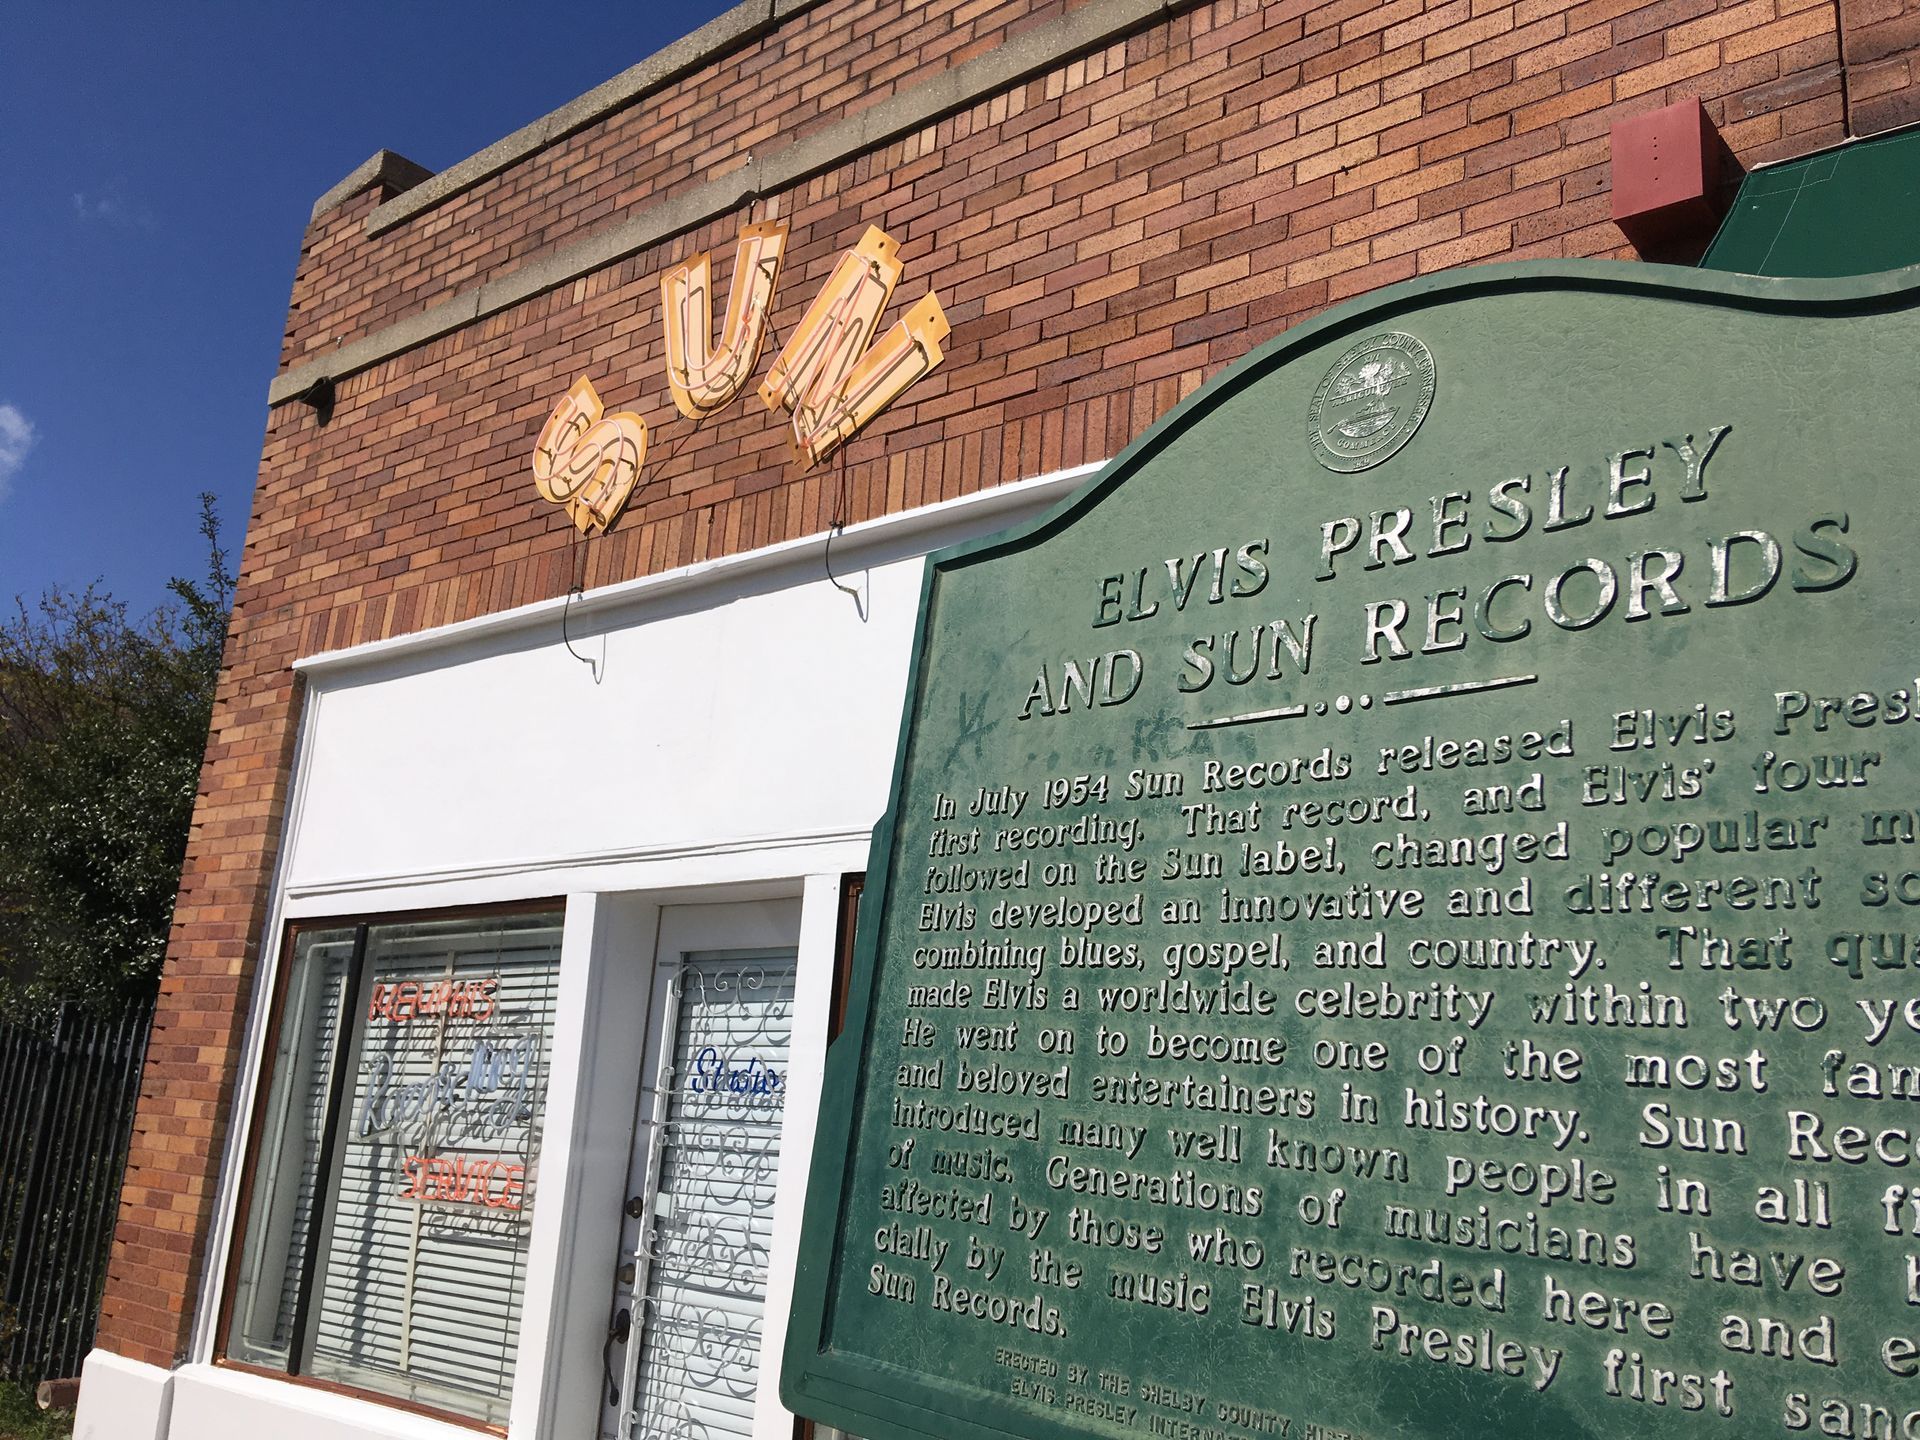 SUN
MEMPHIS
Recording
SERVICE
Studio
AGRICULTURE
COMMERCE
ELVIS PRESLEY
AND SUN RECORDS
In July 1954 Sun Records released Elvis
first recording. That record, and Elvis' four
followed on the Sun label, changed popular
Elvis developed an innovative and different
combining blues, gospel, and country. That
made Elvis a worldwide celebrity within two
He went on to become one of the most
and beloved entertainers in history. Sun
introduced many well known people in all
of music. Generations of musicians have
affected by those who recorded here and
cially by the music Elvis Presley first
Sun Records.
ERECTED BY THE SHELBY COUNTY
ELVIS PRESLEY